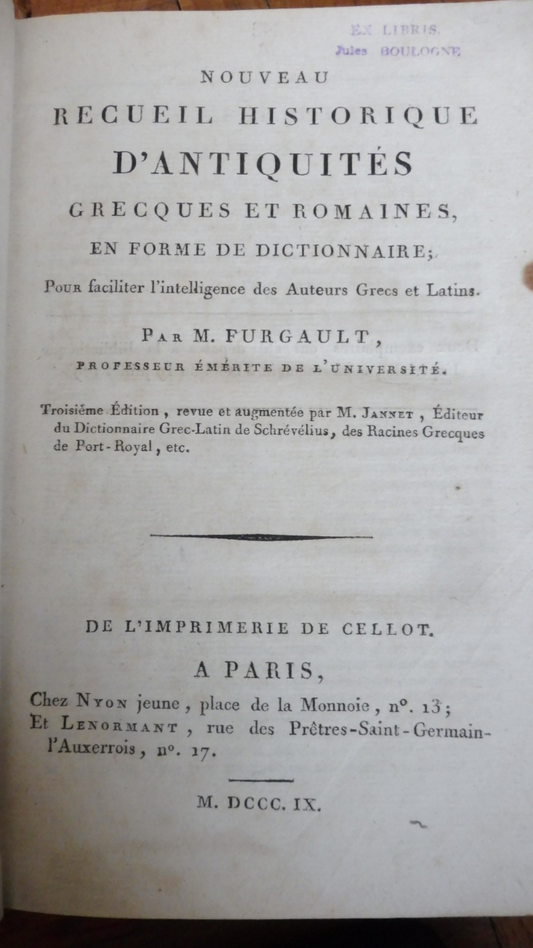 EX LIBRIS.
Jules BOULOGNE
NOUVEAU
RECUEIL HISTORIQUE
D'ANTIQUITÉS
GRECQUES ET ROMAINES,
EN FORME DE DICTIONNAIRE;
POUR faciliter l'intelligence des Auteurs Grecs et Latins.
PAR M. FURGAULT,
PROFESSEUR ÉMÉRITE DE L'UNIVERSITÉ.
Troisième Édition, revue et augmentée par M. JANNET, Éditeur
du Dictionnaire Grec-Latin de Schrévélius, des Racines Grecques
de Port-Royal, etc.
DE L'IMPRIMERIE DE CELLOT.
A PARIS,
Chez NYON jeune, place de la Monnoie, n°. 13;
Et LENORMANT, rue des Prêtres-Saint-Germain-
l'Auxerrois, n°. 17.
M. DCCC. IX.